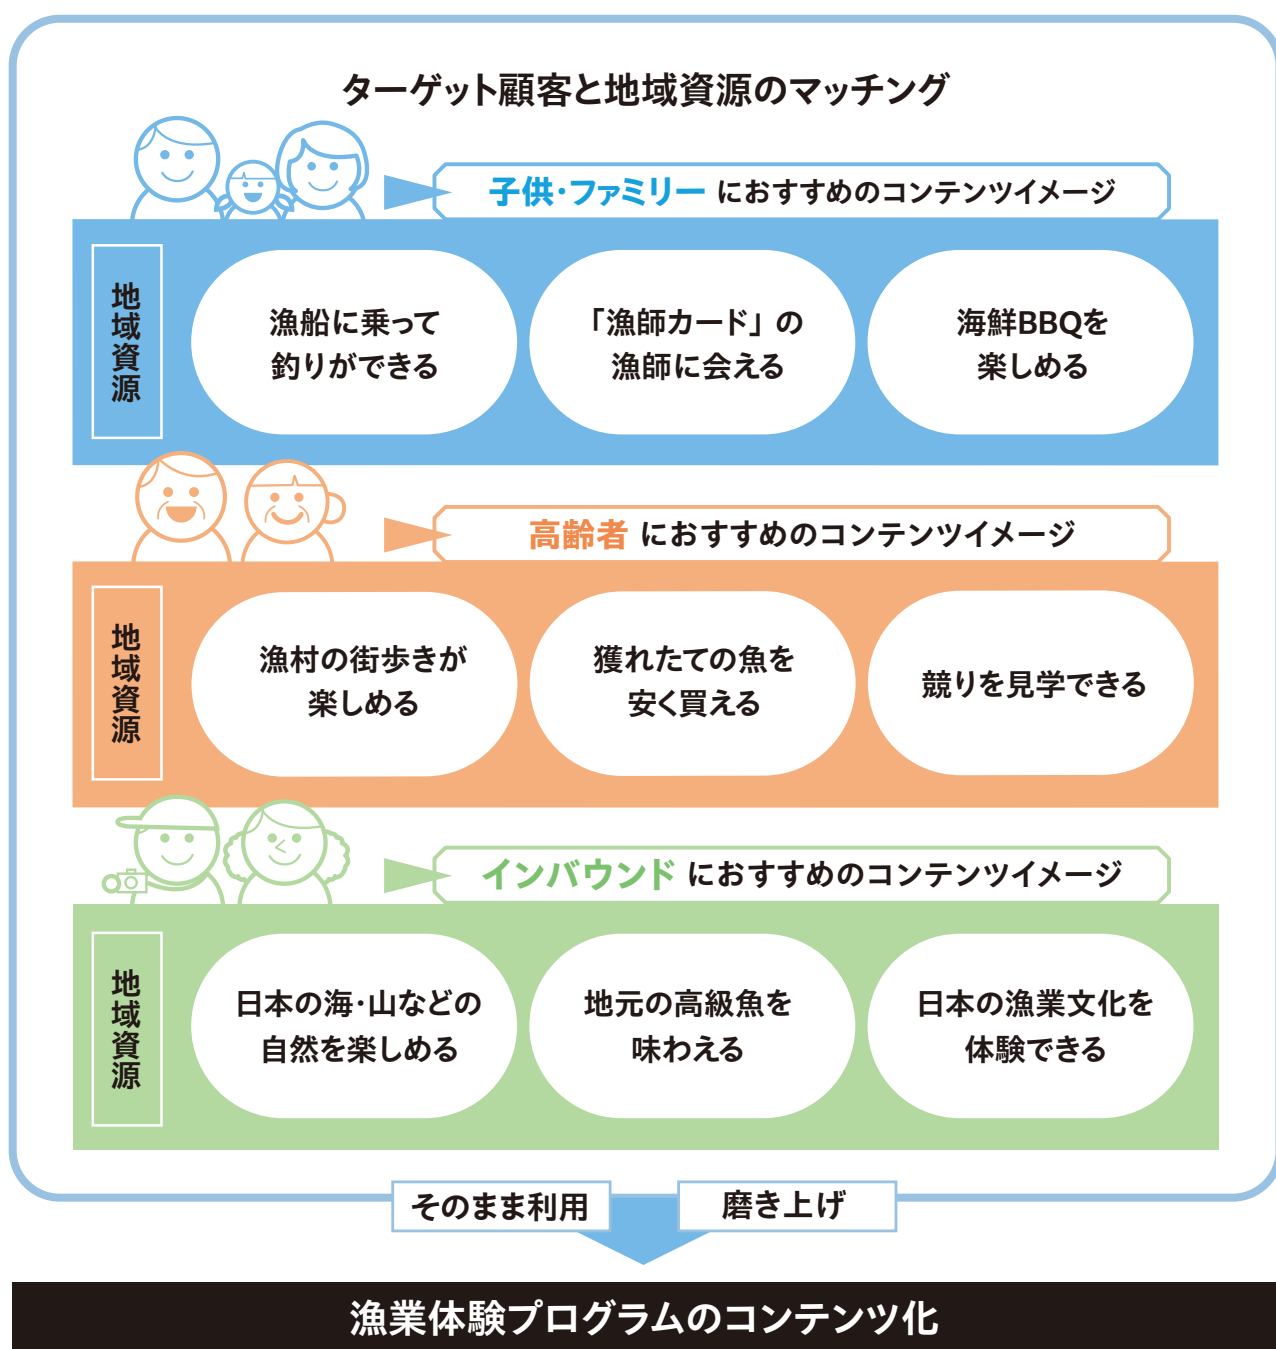 ターゲット顧客と地域資源のマッチング
子供・ファミリー におすすめのコンテンツイメージ
地域資源
漁船に乗って
釣りができる
「漁師カード」の
漁師に会える
海鮮BBQを
楽しめる
高齢者 におすすめのコンテンツイメージ
地域資源
漁村の街歩きが
楽しめる
獲れたての魚を
安く買える
競りを見学できる
インバウンド におすすめのコンテンツイメージ
地域資源
日本の海・山などの
自然を楽しめる
地元の高級魚を
味わえる
日本の漁業文化を
体験できる
そのまま利用
磨き上げ
漁業体験プログラムのコンテンツ化